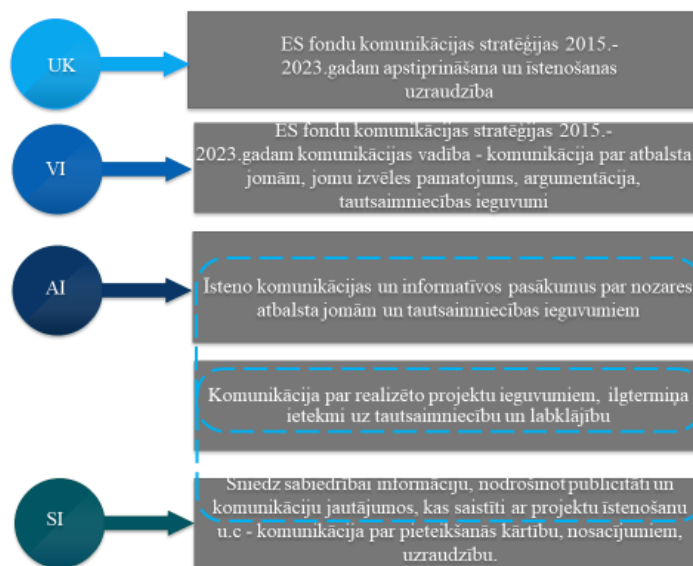 UK
ES fondu komunikācijas stratēģijas 2015.-
2023.gadam apstiprināšana un īstenošanas
uzraudzība
VI
ES fondu komunikācijas stratēģijas 2015.-
2023.gadam komunikācijas vadība - komunikācija par atbalsta
jomām, jomu izvēles pamatojums, argumentācija,
tautsaimniecības ieguvumi
AI
Īsteno komunikācijas un informatīvos pasākumus par nozares
atbalsta jomām un tautsaimniecības ieguvumiem
Komunikācija par realizēto projektu ieguvumiem, ilgtermiņa
ietekmi uz tautsaimniecību un labklājību
SI
Sniedz sabiedrībai informāciju, nodrošinot publicitāti un
komunikāciju jautājumos, kas saistīti ar projektu īstenošanu
u.c - komunikācija par pieteikšanās kārtību, nosacījumiem,
uzraudzību.